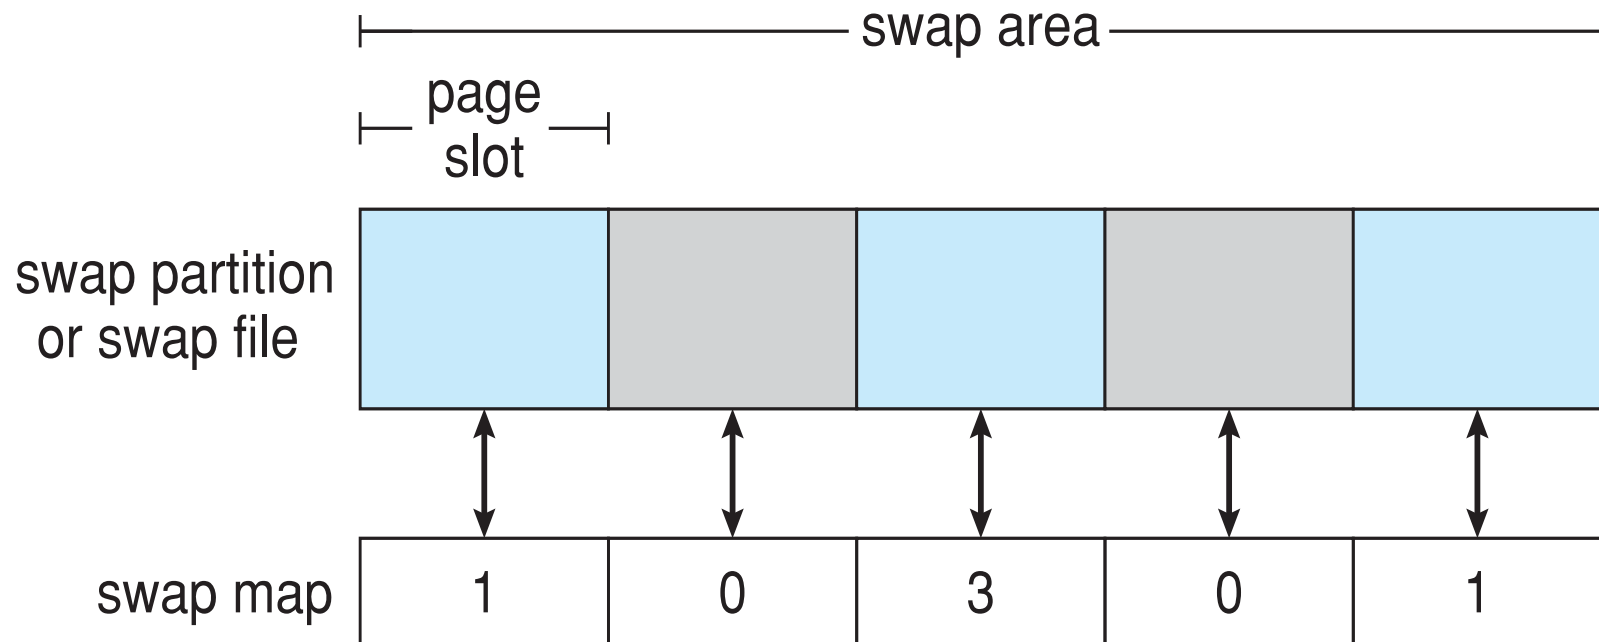 swap area
page
slot
swap partition
or swap file
swap map 1 0 3 0 1